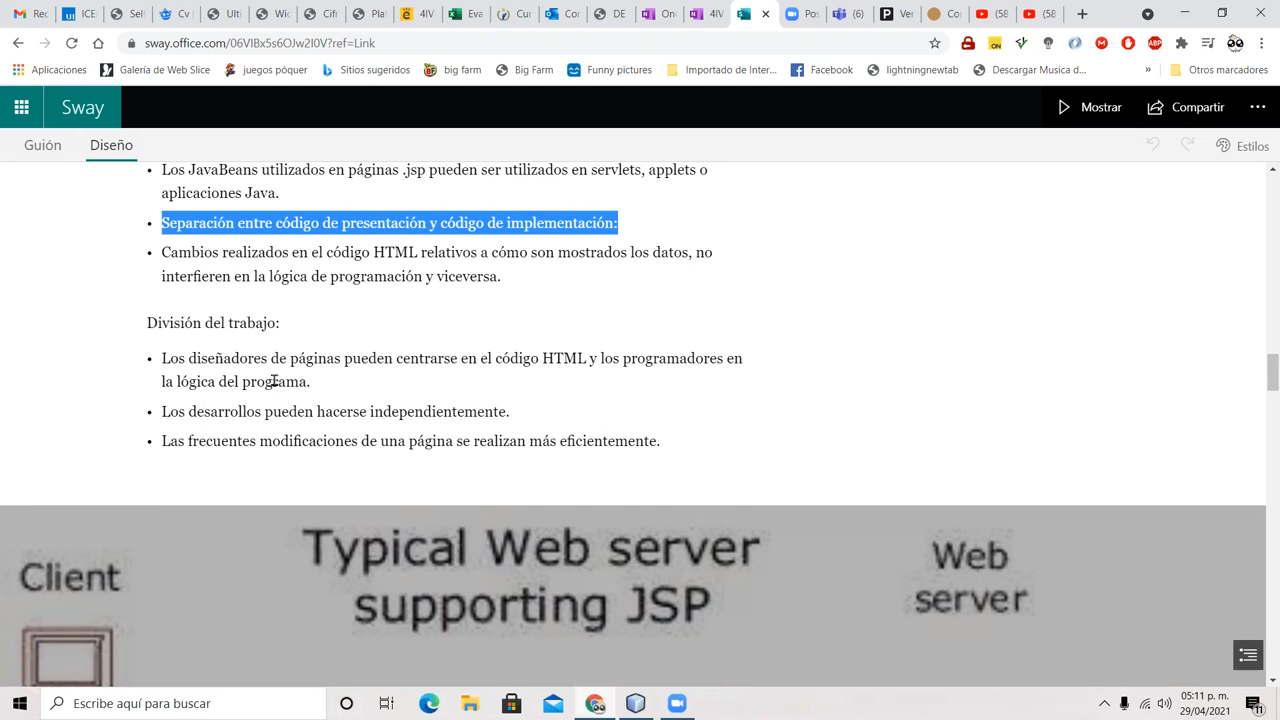 Rec
ICE
Self
Ulti
Wic
Cifr
Plat
4IV
Eva
Cur
Cor
DE
On
4IV
Pos
(6)
Ver
Cor
(58
(58
sway.office.com/06VIBx5s6OJw2I0V?ref=Link
Aplicaciones
Galería de Web Slice
juegos póquer
Sitios sugeridos
big farm
Big Farm
Funny pictures
Importado de Inter...
Facebook
lightningnewtab
Descargar Musica d...
»
Otros marcadores
Sway
Mostrar
Compartir
Guión
Diseño
Estilos
• Los JavaBeans utilizados en páginas .jsp pueden ser utilizados en servlets, applets o
aplicaciones Java.
• Separación entre código de presentación y código de implementación:
• Cambios realizados en el código HTML relativos a cómo son mostrados los datos, no
interfieren en la lógica de programación y viceversa.
División del trabajo:
• Los diseñadores de páginas pueden centrarse en el código HTML y los programadores en
la lógica del programa.
• Los desarrollos pueden hacerse independientemente.
• Las frecuentes modificaciones de una página se realizan más eficientemente.
Client
Typical Web server
supporting JSP
Web
server
Escribe aquí para buscar
05:11 p. m.
29/04/2021
11